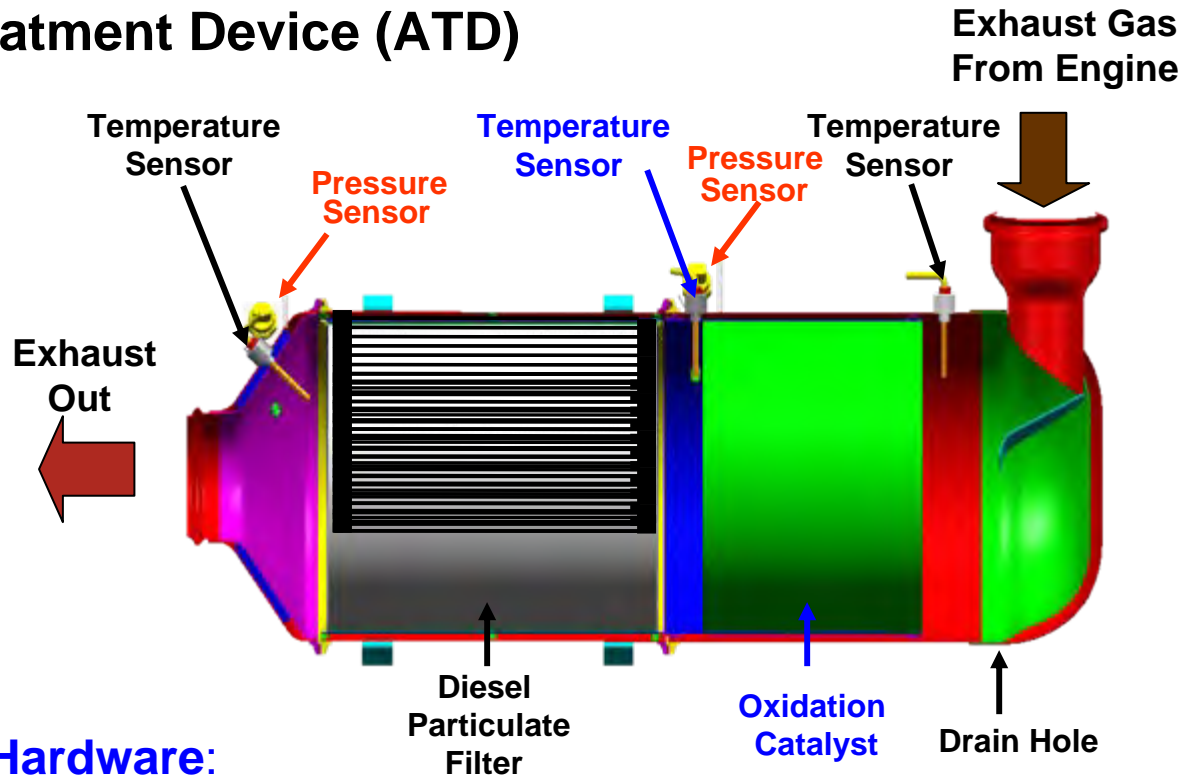 eatment Device (ATD)
Exhaust Gas
From Engine
Temperature
Sensor
Pressure
Sensor
Temperature
Sensor
Pressure
Sensor
Temperature
Sensor
Exhaust
Out
Diesel
Particulate
Filter
Oxidation
Catalyst
Drain Hole
Hardware: